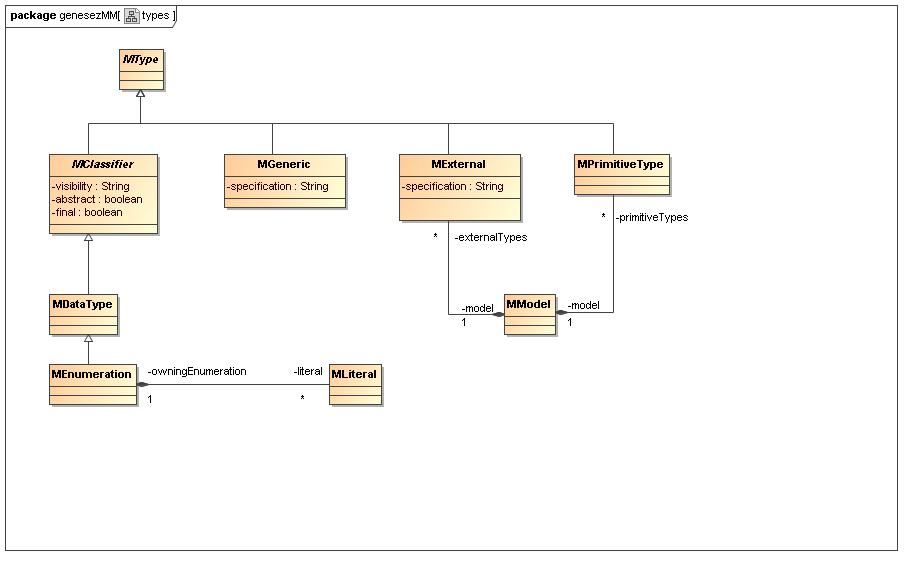 package genesezMM[ types ]
MType
MClassifier
-visibility : String
-abstract : boolean
-final : boolean
MGeneric
-specification : String
MExternal
-specification : String
MPrimitiveType
* -primitiveTypes
* -externalTypes
MDataType
-model
1
MModel
-model
1
MEnumeration
-owningEnumeration
1
-literal
*
MLiteral